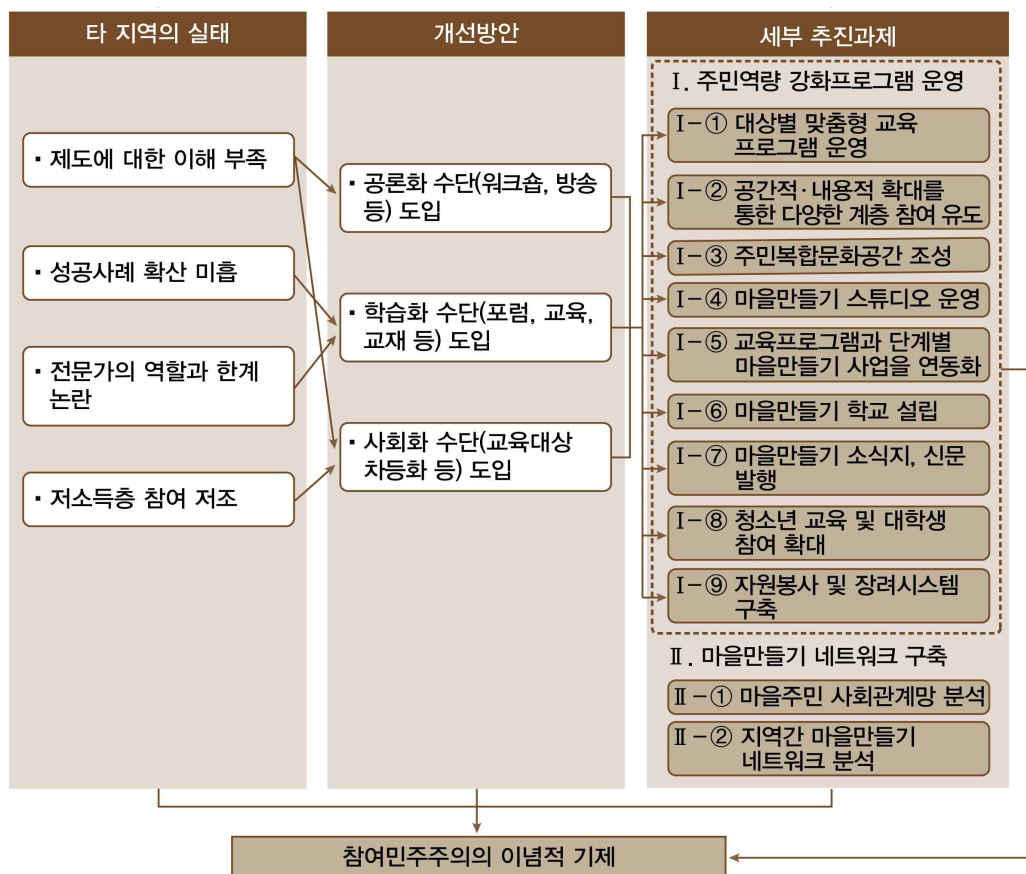 타 지역의 실태
▪ 제도에 대한 이해 부족
▪ 성공사례 확산 미흡
▪ 전문가의 역할과 한계
논란
▪ 저소득층 참여 저조
개선방안
▪ 공론화 수단(워크숍, 방송
등) 도입
▪ 학습화 수단(포럼, 교육,
교재 등) 도입
▪ 사회화 수단(교육대상
차등화 등) 도입
세부 추진과제
Ⅰ. 주민역량 강화프로그램 운영
Ⅰ-① 대상별 맞춤형 교육
프로그램 운영
Ⅰ-② 공간적·내용적 확대를
통한 다양한 계층 참여 유도
Ⅰ-③ 주민복합문화공간 조성
Ⅰ-④ 마을만들기 스튜디오 운영
Ⅰ-⑤ 교육프로그램과 단계별
마을만들기 사업을 연동화
Ⅰ-⑥ 마을만들기 학교 설립
Ⅰ-⑦ 마을만들기 소식지, 신문
발행
Ⅰ-⑧ 청소년 교육 및 대학생
참여 확대
Ⅰ-⑨ 자원봉사 및 장려시스템
구축
Ⅱ. 마을만들기 네트워크 구축
Ⅱ-① 마을주민 사회관계망 분석
Ⅱ-② 지역간 마을만들기
네트워크 분석
참여민주주의의 이념적 기제